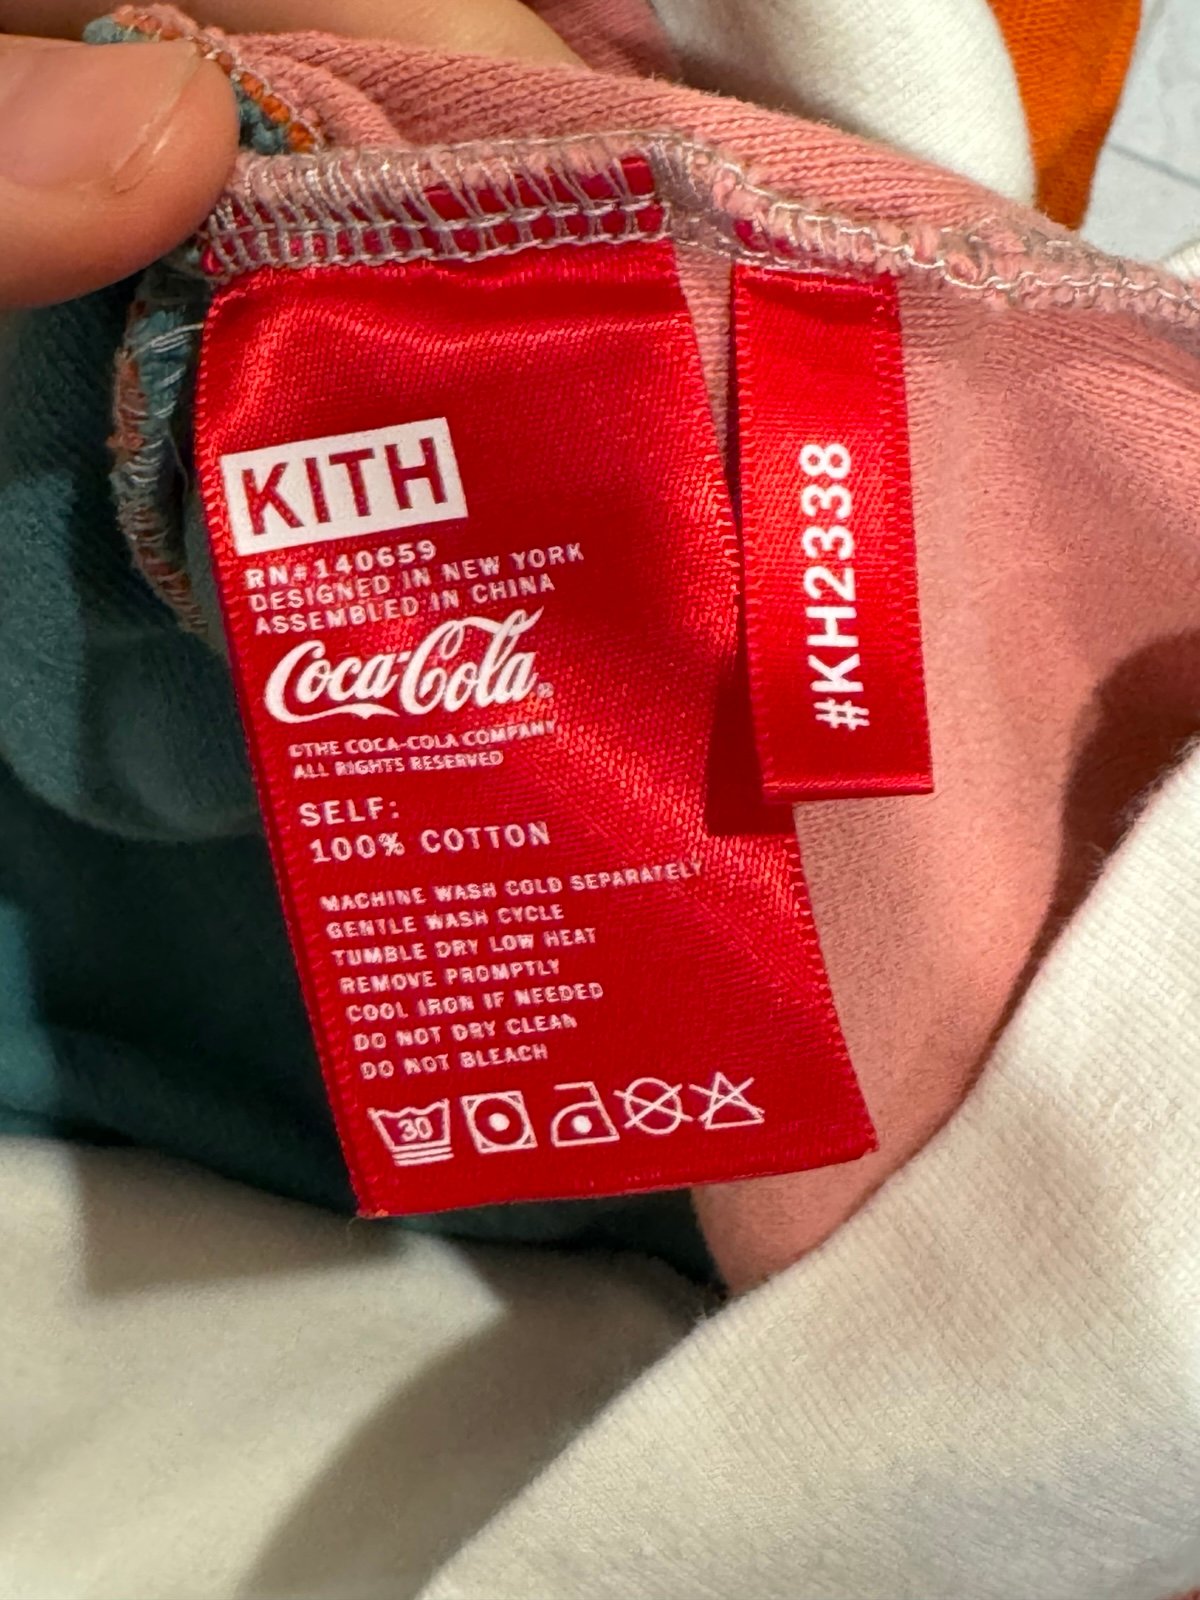 KITH
RN#140659
DESIGNED IN NEW YORK
ASSEMBLED IN CHINA
Coca-Cola®
©THE COCA-COLA COMPANY
ALL RIGHTS RESERVED
SELF:
100% COTTON
MACHINE WASH COLD SEPARATELY
GENTLE WASH CYCLE
TUMBLE DRY LOW HEAT
REMOVE PROMPTLY
COOL IRON IF NEEDED
DO NOT DRY CLEAN
DO NOT BLEACH
30
#KH2338